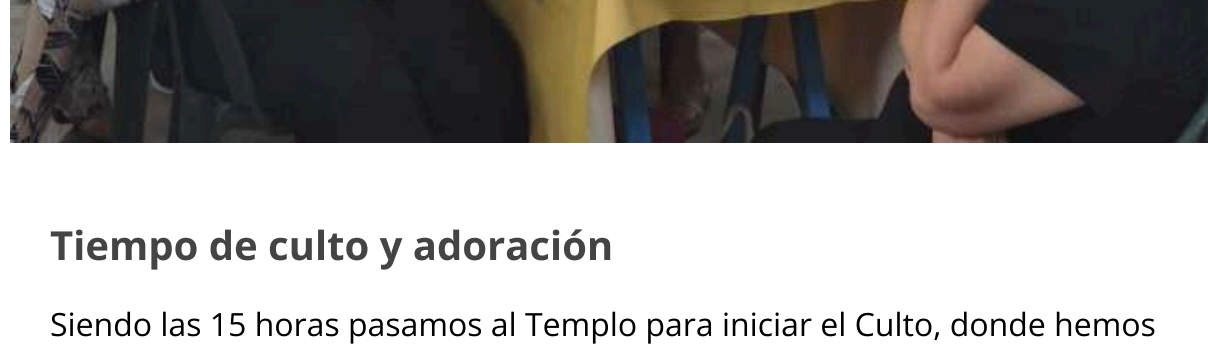 Tiempo de culto y adoración
Siendo las 15 horas pasamos al Templo para iniciar el Culto, donde hemos